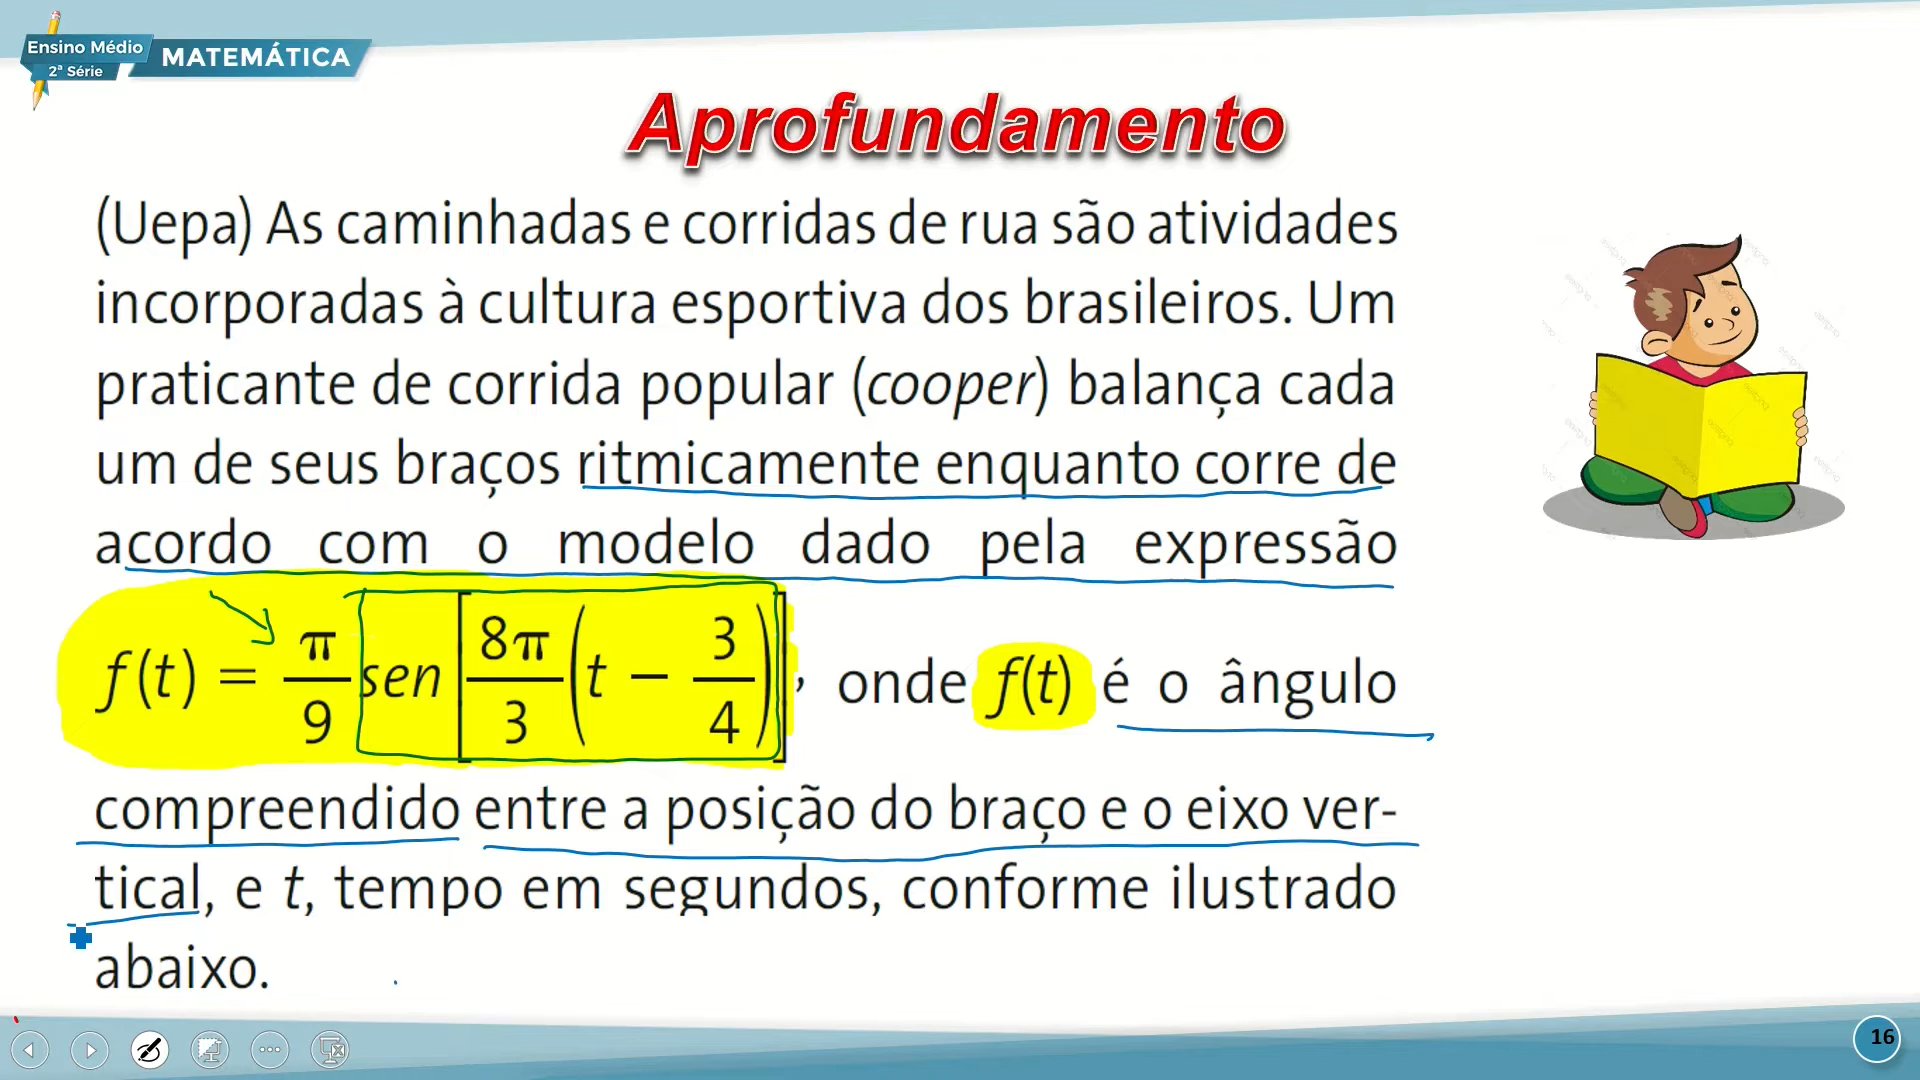 Ensino Médio
2ª Série
MATEMÁTICA
Aprofundamento
(Uepa) As caminhadas e corridas de rua são atividades
incorporadas à cultura esportiva dos brasileiros. Um
praticante de corrida popular (cooper) balança cada
um de seus braços ritmicamente enquanto corre de
acordo com o modelo dado pela expressão
f(t) = π/9 sen [8π/3 (t − 3/4)], onde f(t) é o ângulo
compreendido entre a posição do braço e o eixo ver-
tical, e t, tempo em segundos, conforme ilustrado
abaixo.
16